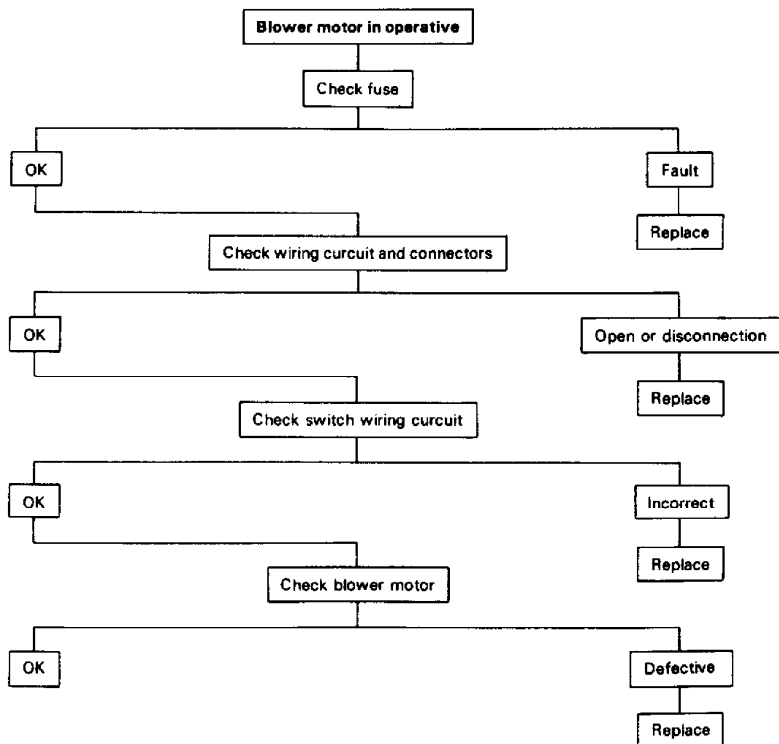 Blower motor in operative
Check fuse
OK
Fault
Replace
Check wiring curcuit and connectors
OK
Open or disconnection
Replace
Check switch wiring curcuit
OK
Incorrect
Replace
Check blower motor
OK
Defective
Replace